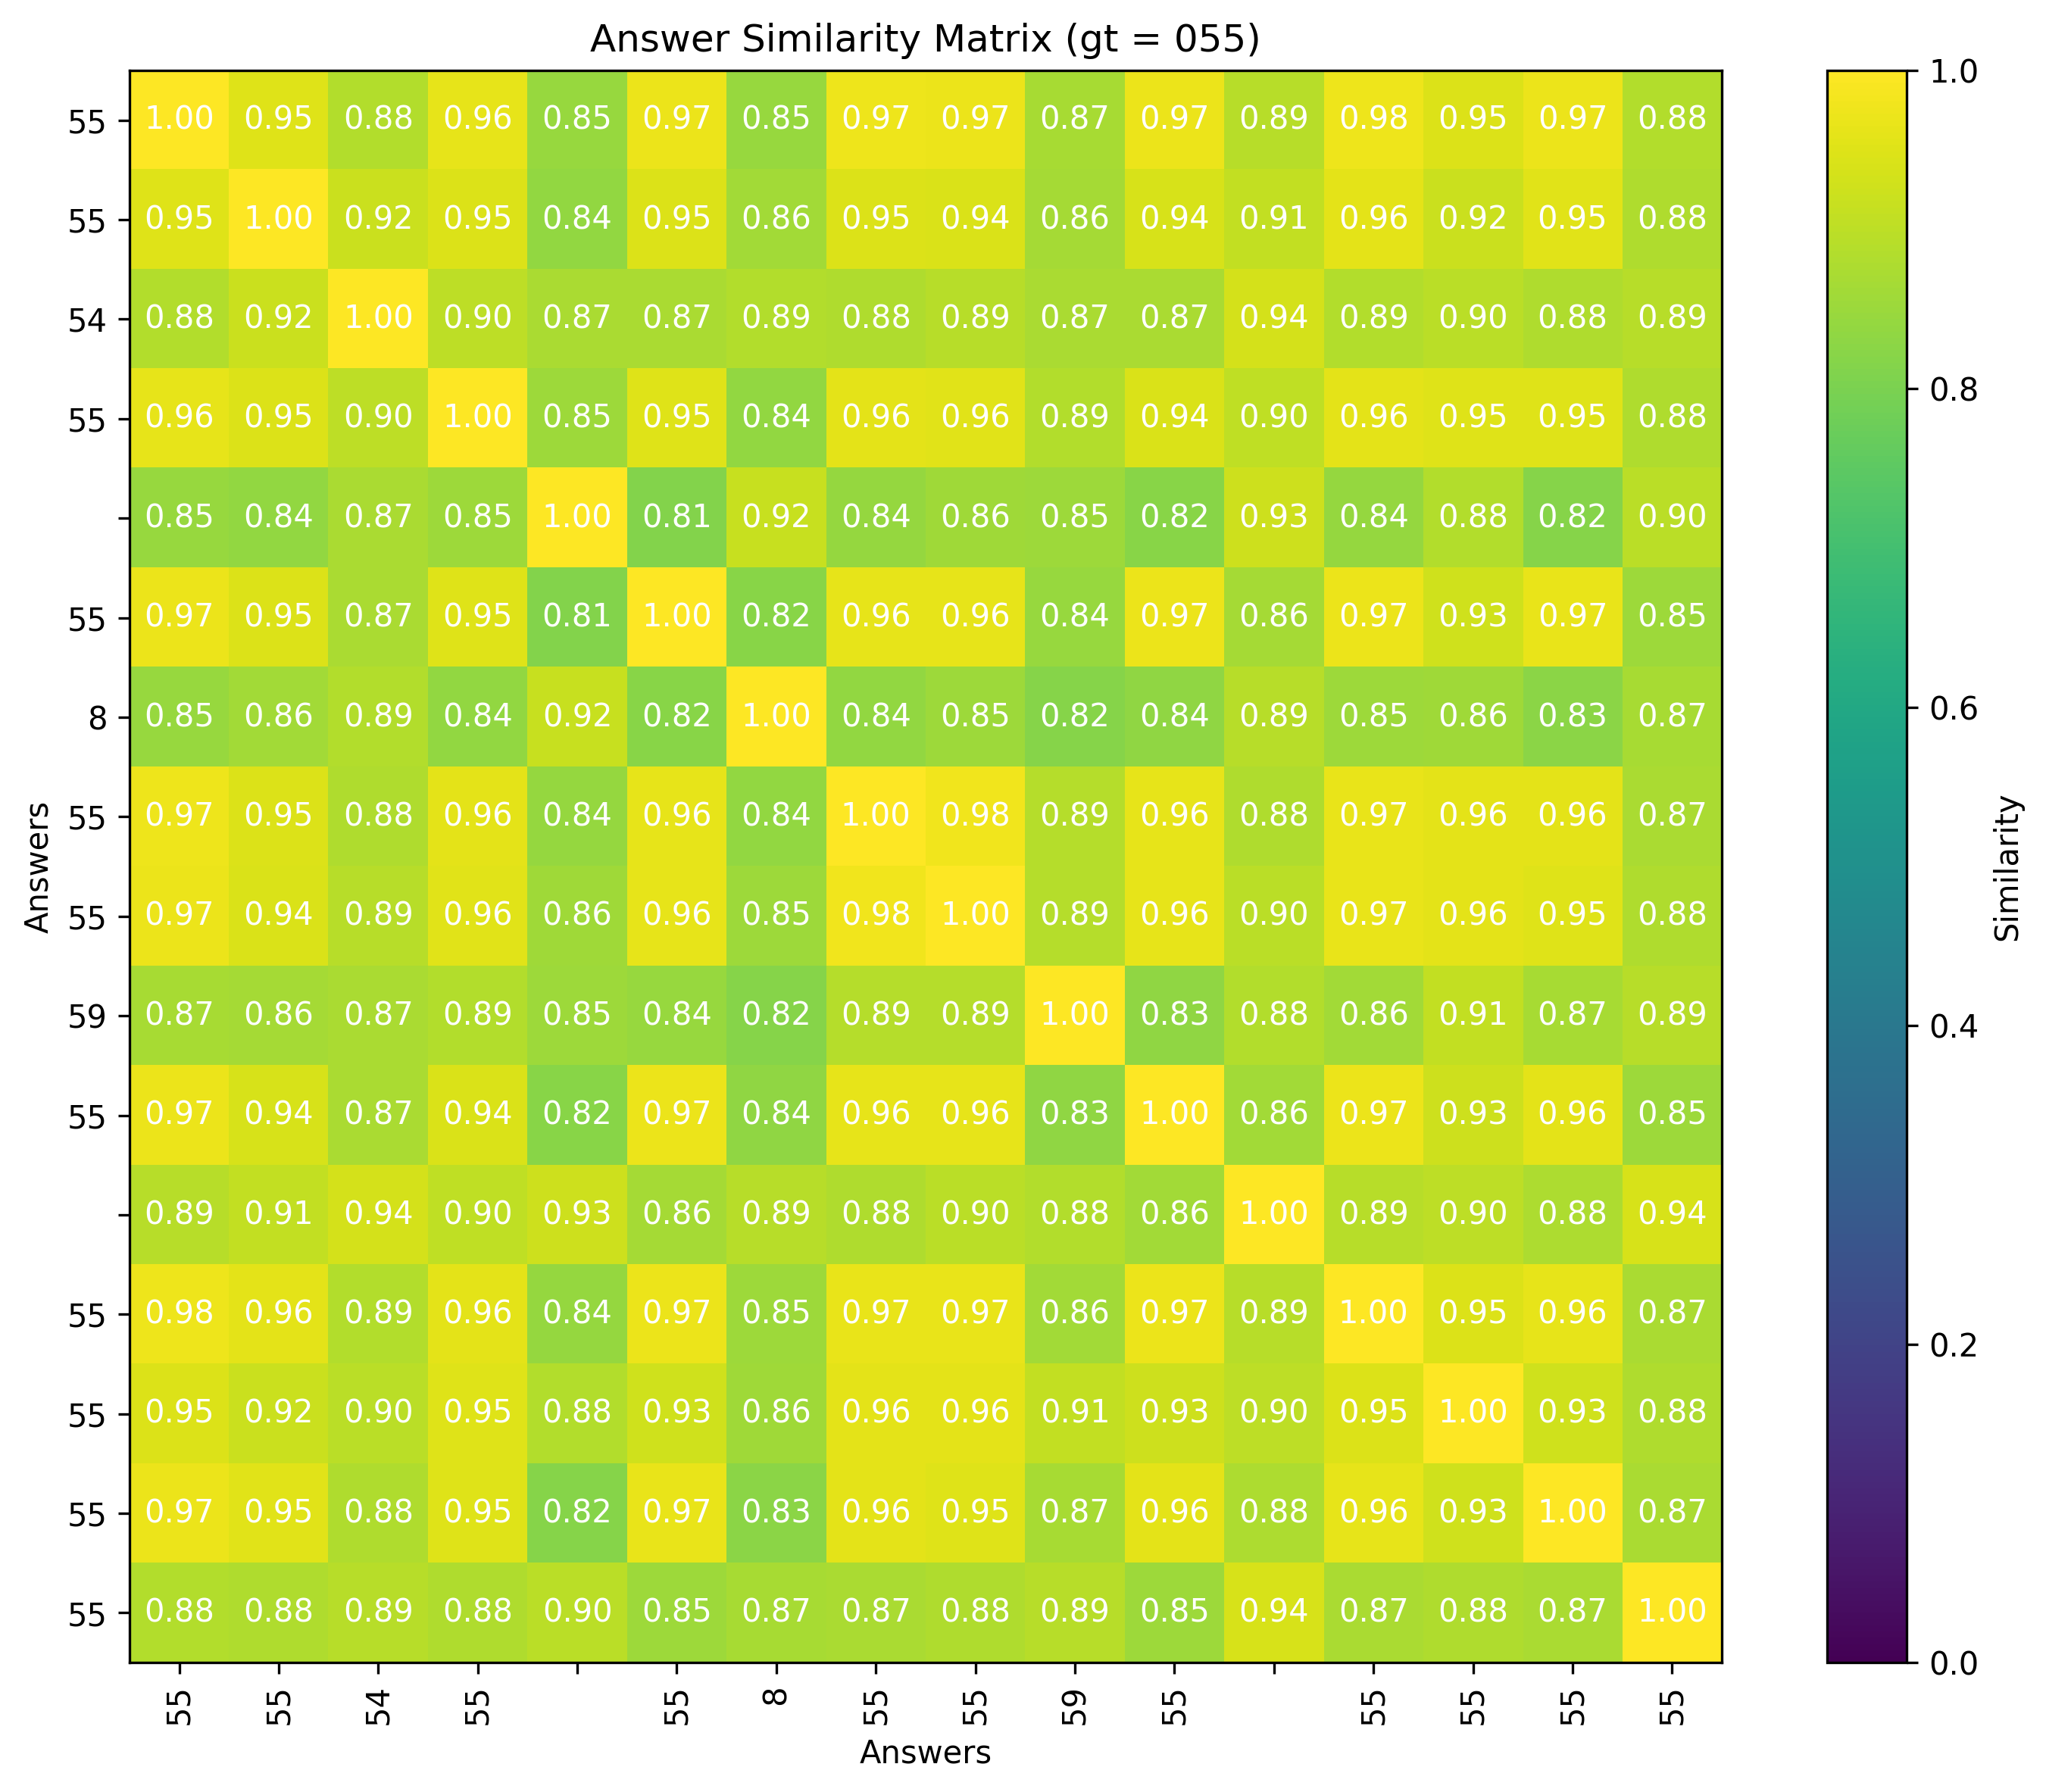 Answer Similarity Matrix (gt = 055)
55 1.00 0.95 0.88 0.96 0.85 0.97 0.85 0.97 0.97 0.87 0.97 0.89 0.98 0.95 0.97 0.88
55 0.95 1.00 0.92 0.95 0.84 0.95 0.86 0.95 0.94 0.86 0.94 0.91 0.96 0.92 0.95 0.88
54 0.88 0.92 1.00 0.90 0.87 0.87 0.89 0.88 0.89 0.87 0.87 0.94 0.89 0.90 0.88 0.89
55 0.96 0.95 0.90 1.00 0.85 0.95 0.84 0.96 0.96 0.89 0.94 0.90 0.96 0.95 0.95 0.88
0.85 0.84 0.87 0.85 1.00 0.81 0.92 0.84 0.86 0.85 0.82 0.93 0.84 0.88 0.82 0.90
55 0.97 0.95 0.87 0.95 0.81 1.00 0.82 0.96 0.96 0.84 0.97 0.86 0.97 0.93 0.97 0.85
8 0.85 0.86 0.89 0.84 0.92 0.82 1.00 0.84 0.85 0.82 0.84 0.89 0.85 0.86 0.83 0.87
55 0.97 0.95 0.88 0.96 0.84 0.96 0.84 1.00 0.98 0.89 0.96 0.88 0.97 0.96 0.96 0.87
55 0.97 0.94 0.89 0.96 0.86 0.96 0.85 0.98 1.00 0.89 0.96 0.90 0.97 0.96 0.95 0.88
59 0.87 0.86 0.87 0.89 0.85 0.84 0.82 0.89 0.89 1.00 0.83 0.88 0.86 0.91 0.87 0.89
55 0.97 0.94 0.87 0.94 0.82 0.97 0.84 0.96 0.96 0.83 1.00 0.86 0.97 0.93 0.96 0.85
0.89 0.91 0.94 0.90 0.93 0.86 0.89 0.88 0.90 0.88 0.86 1.00 0.89 0.90 0.88 0.94
55 0.98 0.96 0.89 0.96 0.84 0.97 0.85 0.97 0.97 0.86 0.97 0.89 1.00 0.95 0.96 0.87
55 0.95 0.92 0.90 0.95 0.88 0.93 0.86 0.96 0.96 0.91 0.93 0.90 0.95 1.00 0.93 0.88
55 0.97 0.95 0.88 0.95 0.82 0.97 0.83 0.96 0.95 0.87 0.96 0.88 0.96 0.93 1.00 0.87
55 0.88 0.88 0.89 0.88 0.90 0.85 0.87 0.87 0.88 0.89 0.85 0.94 0.87 0.88 0.87 1.00
55 55 54 55 55 8 55 55 59 55 55 55 55 55
Answers
Answers
1.0
0.8
0.6
0.4
0.2
0.0
Similarity